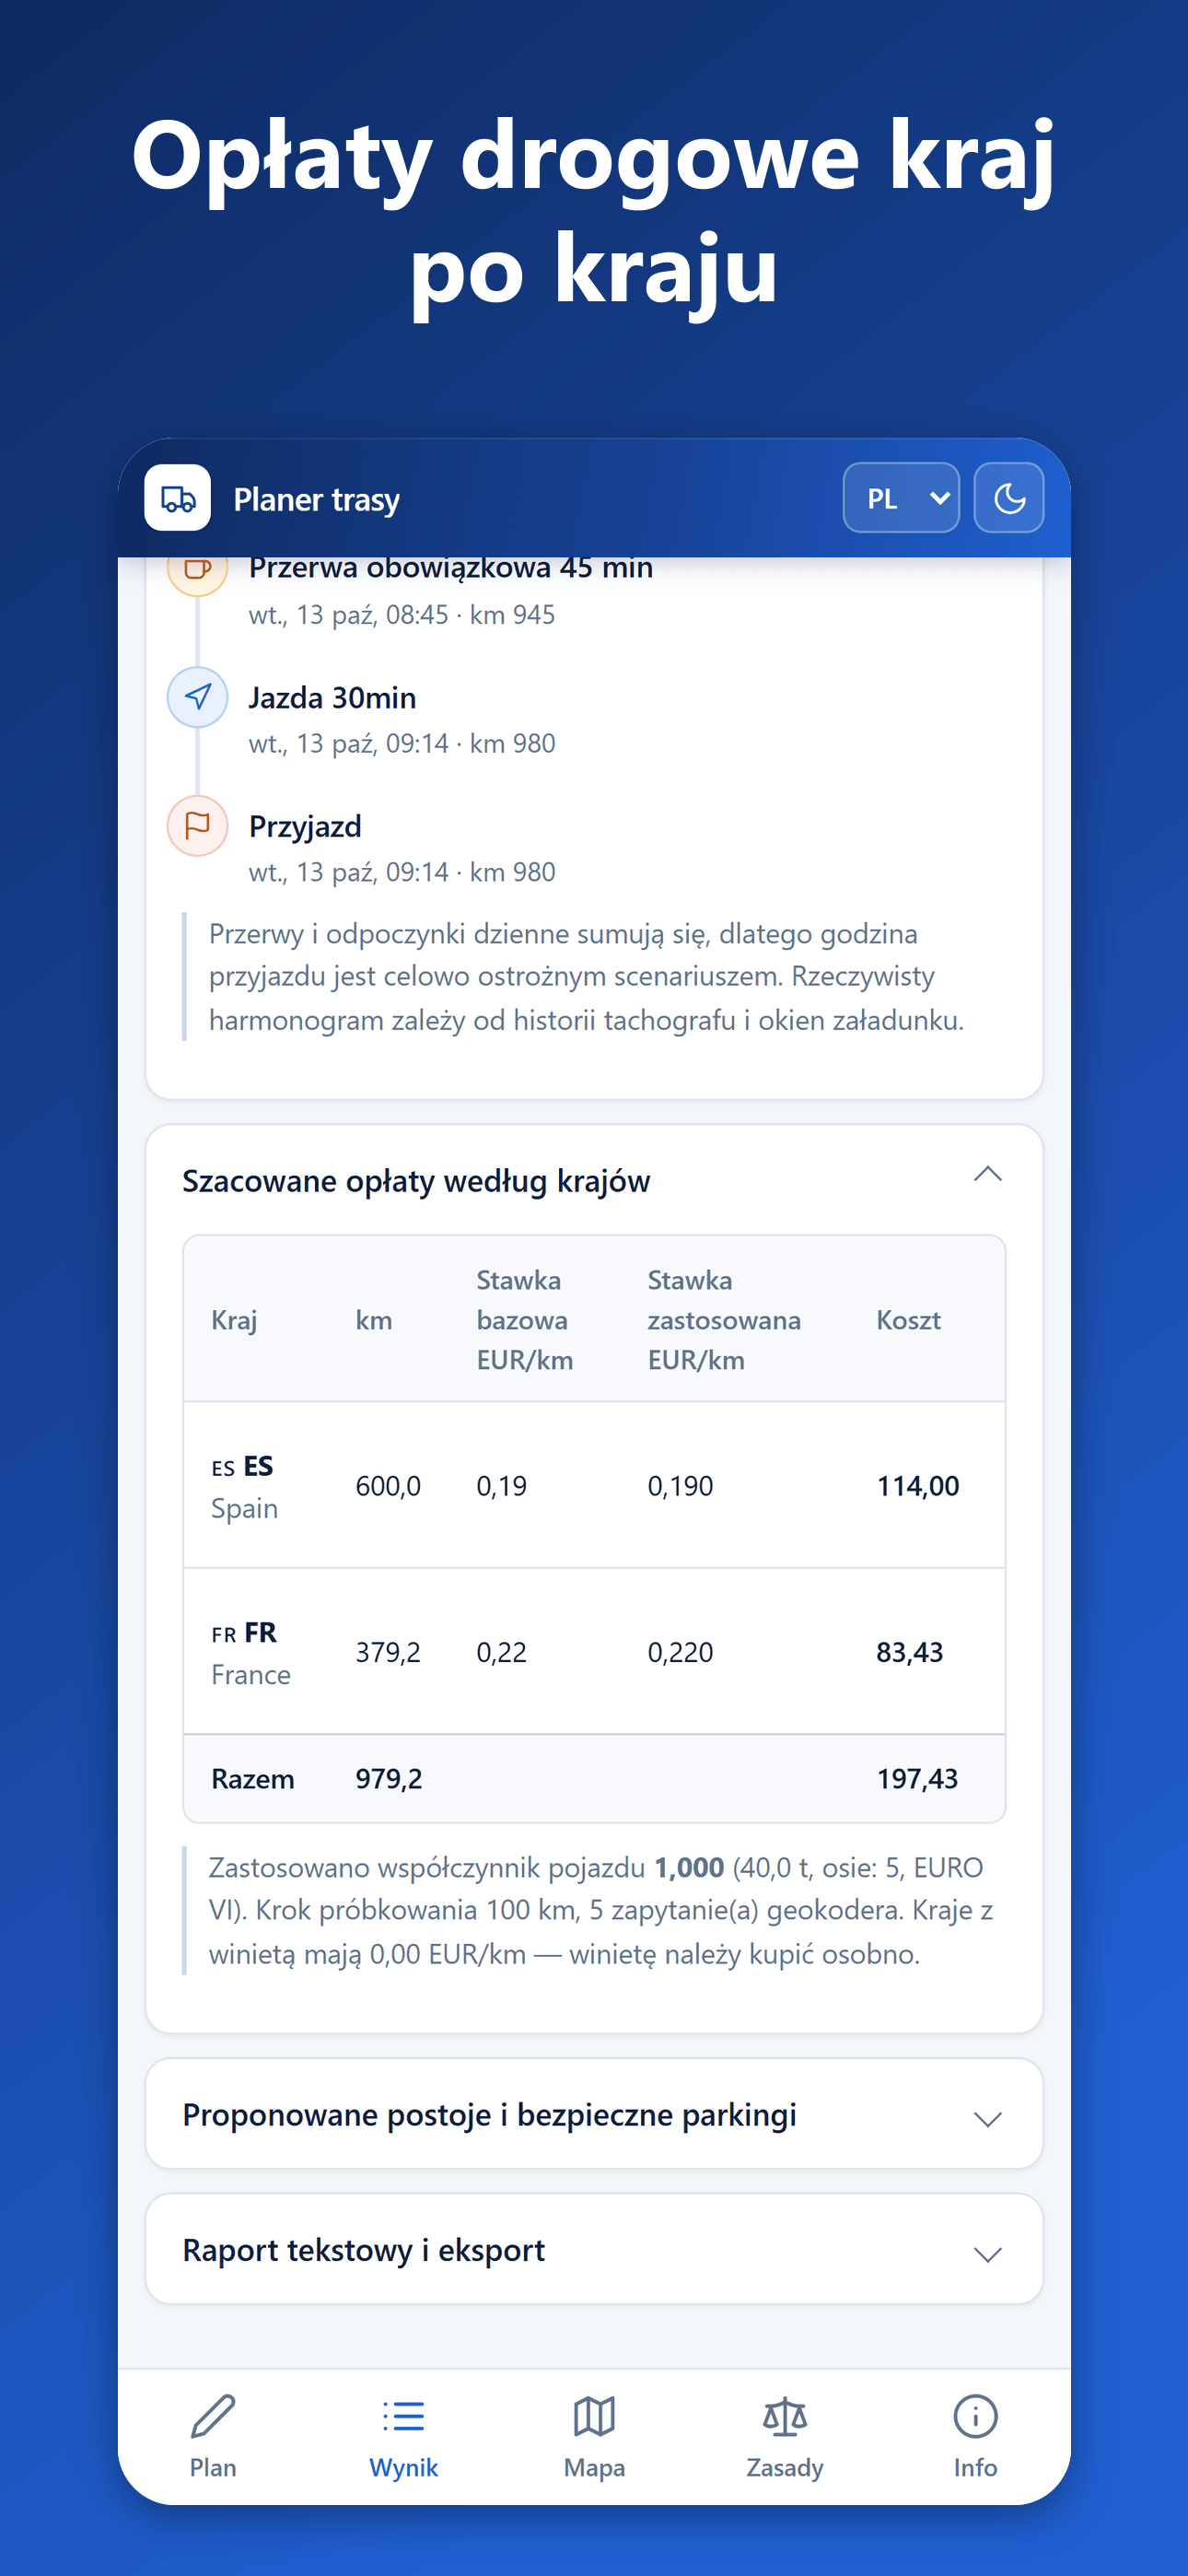 Opłaty drogowe kraj
po kraju
Planer trasy
PL
Przerwa obowiązkowa 45 min
wt., 13 paź, 08:45 · km 945
Jazda 30min
wt., 13 paź, 09:14 · km 980
Przyjazd
wt., 13 paź, 09:14 · km 980
Przerwy i odpoczynki dzienne sumują się, dlatego godzina
przyjazdu jest celowo ostrożnym scenariuszem. Rzeczywisty
harmonogram zależy od historii tachografu i okien załadunku.
Szacowane opłaty według krajów
Kraj km Stawka bazowa EUR/km Stawka zastosowana EUR/km Koszt
ES ES Spain 600,0 0,19 0,190 114,00
FR FR France 379,2 0,22 0,220 83,43
Razem 979,2 197,43
Zastosowano współczynnik pojazdu 1,000 (40,0 t, osie: 5, EURO
VI). Krok próbkowania 100 km, 5 zapytanie(a) geokodera. Kraje z
winietą mają 0,00 EUR/km — winietę należy kupić osobno.
Proponowane postoje i bezpieczne parkingi
Raport tekstowy i eksport
Plan Wynik Mapa Zasady Info